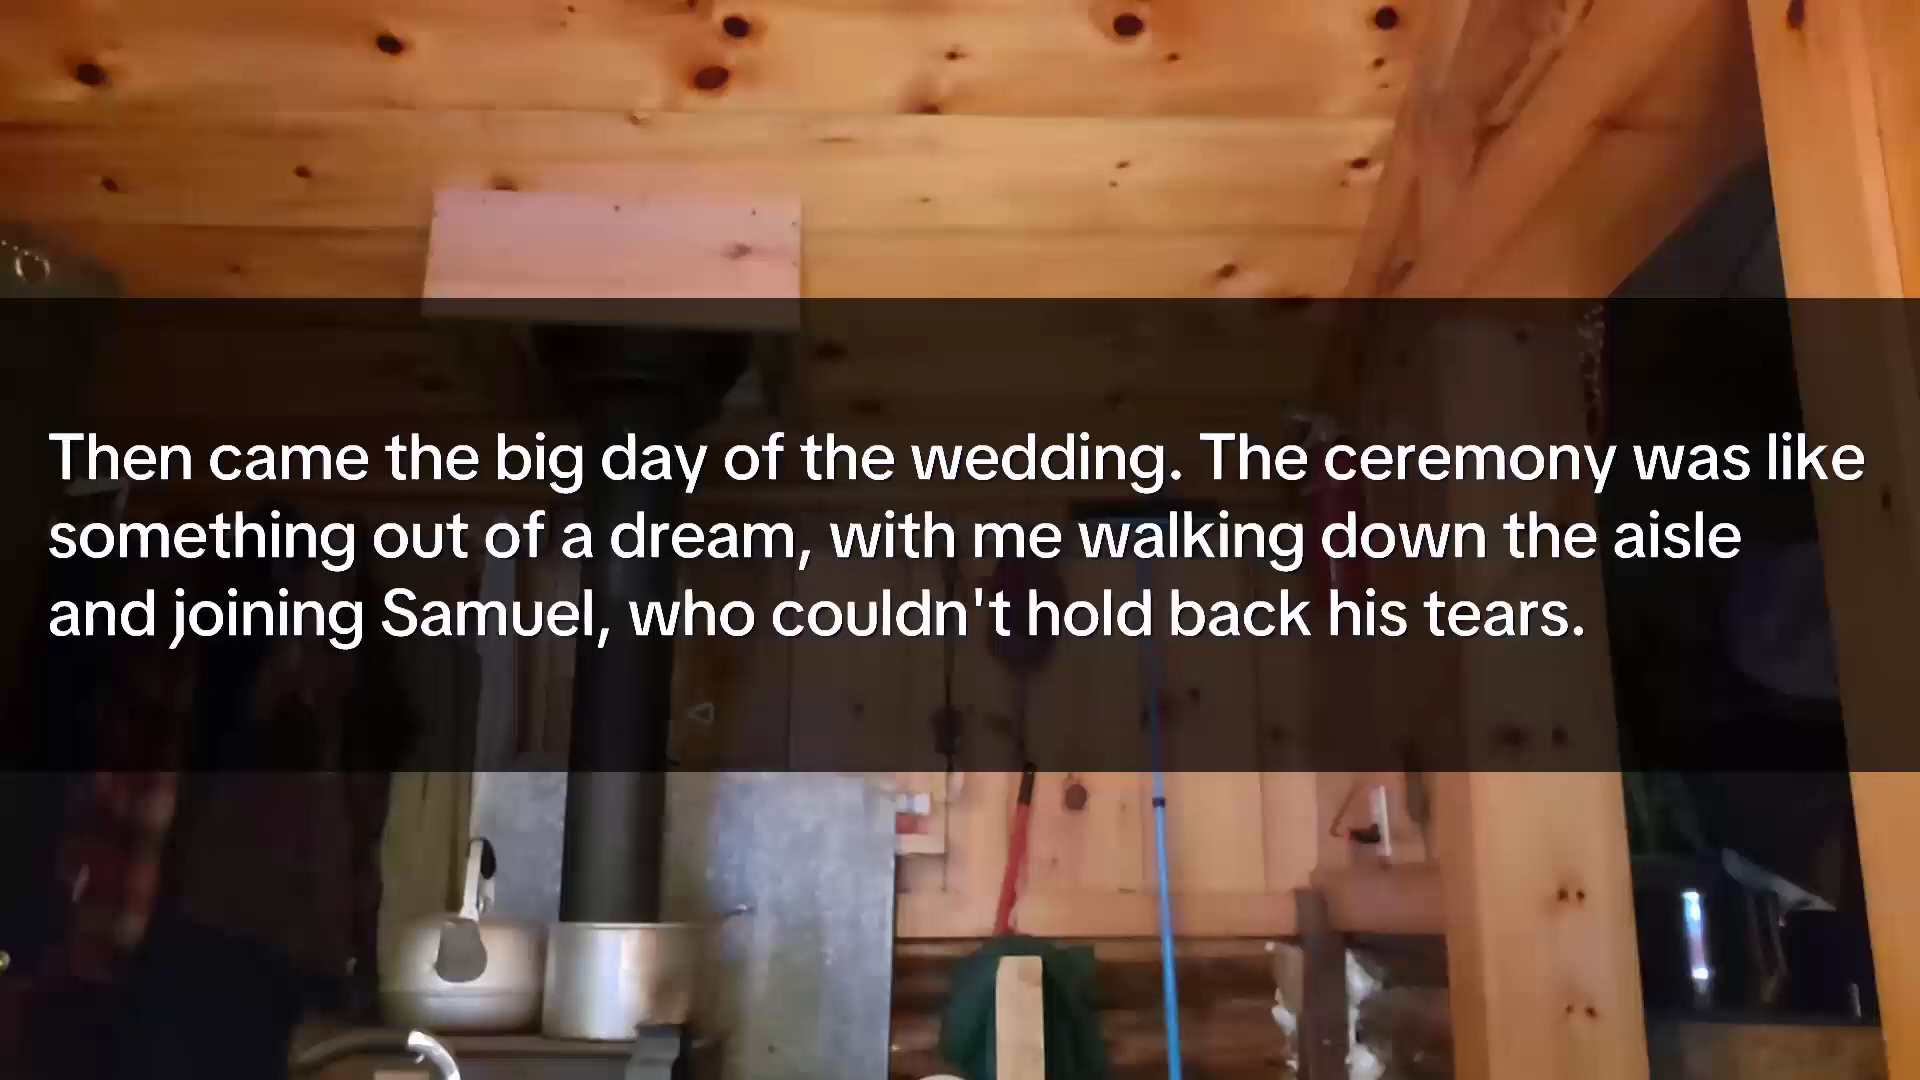 Then came the big day of the wedding. The ceremony was like
something out of a dream, with me walking down the aisle
and joining Samuel, who couldn't hold back his tears.